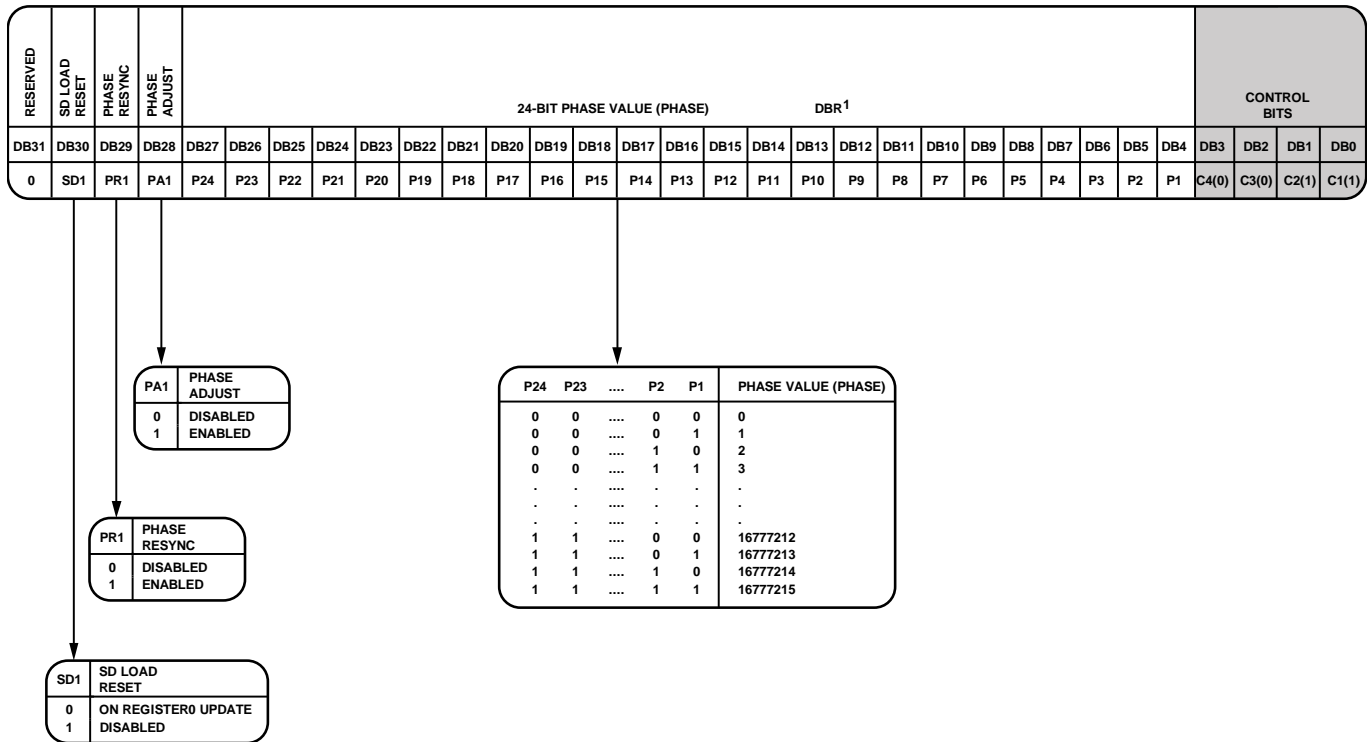 RESERVED
SD LOAD
RESET
PHASE
RESYNC
PHASE
ADJUST
24-BIT PHASE VALUE (PHASE) DBR1
CONTROL
BITS
DB31 DB30 DB29 DB28 DB27 DB26 DB25 DB24 DB23 DB22 DB21 DB20 DB19 DB18 DB17 DB16 DB15 DB14 DB13 DB12 DB11 DB10 DB9 DB8 DB7 DB6 DB5 DB4 DB3 DB2 DB1 DB0
0 SD1 PR1 PA1 P24 P23 P22 P21 P20 P19 P18 P17 P16 P15 P14 P13 P12 P11 P10 P9 P8 P7 P6 P5 P4 P3 P2 P1 C4(0) C3(0) C2(1) C1(1)
PA1 PHASE
ADJUST
0 DISABLED
1 ENABLED
P24 P23 .... P2 P1 PHASE VALUE (PHASE)
0 0 .... 0 0 0
0 0 .... 0 1 1
0 0 .... 1 0 2
0 0 .... 1 1 3
. . .... . . .
. . .... . . .
. . .... . . .
1 1 .... 0 0 16777212
1 1 .... 0 1 16777213
1 1 .... 1 0 16777214
1 1 .... 1 1 16777215
PR1 PHASE
RESYNC
0 DISABLED
1 ENABLED
SD1 SD LOAD
RESET
0 ON REGISTER0 UPDATE
1 DISABLED